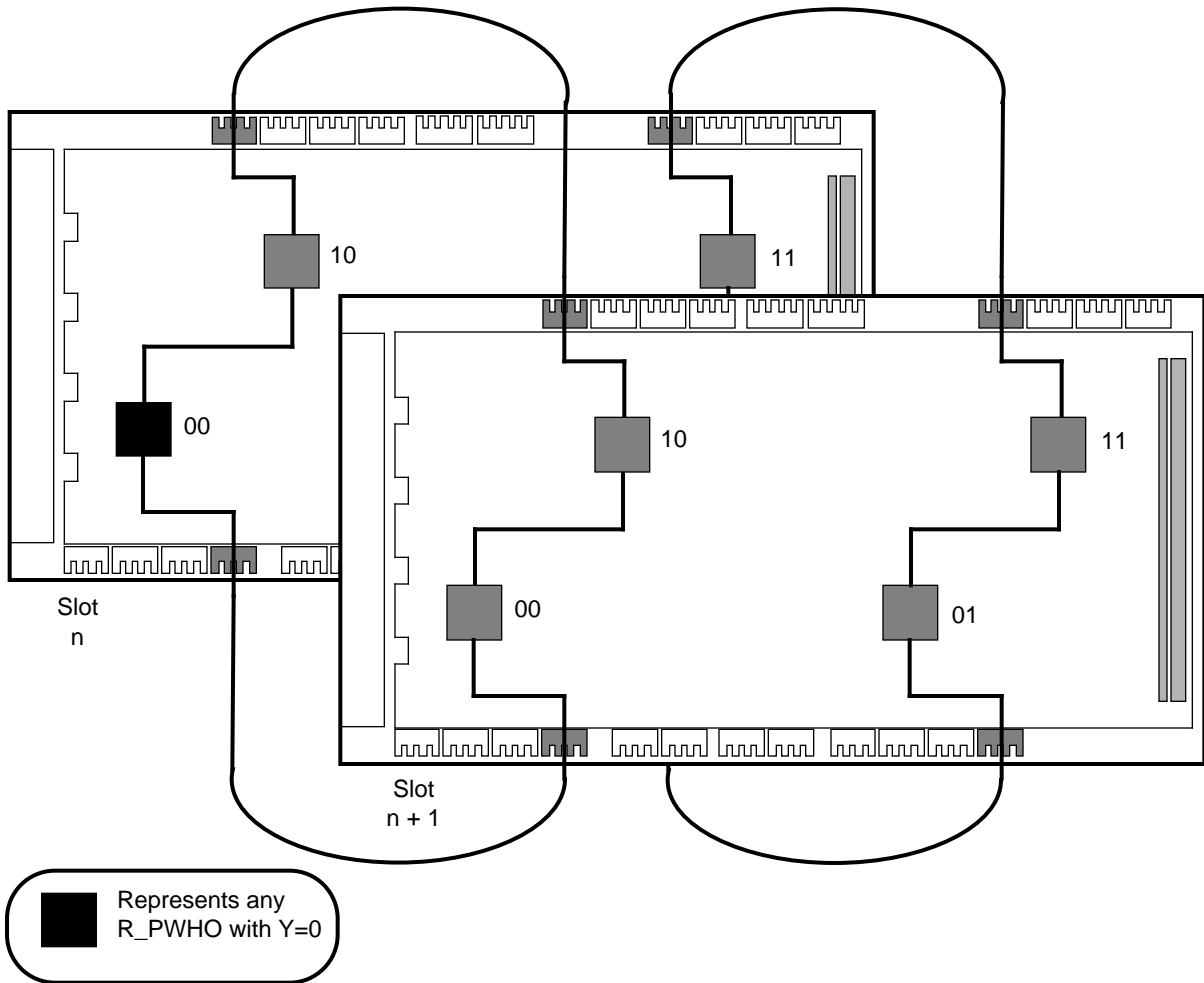 10
11
00
10
11
00
01
Slot
n
Slot
n + 1
Represents any
R_PWHO with Y=0